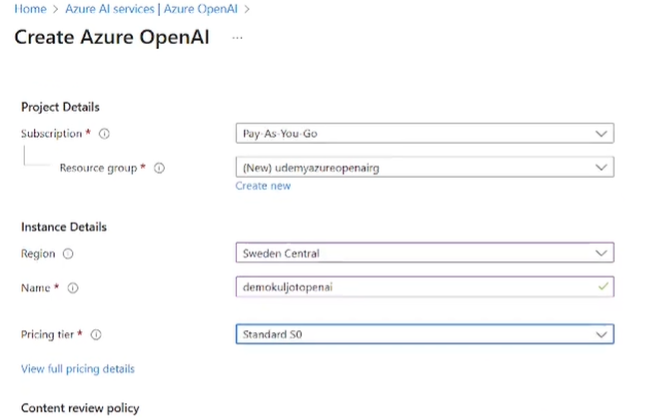 Home > Azure AI services | Azure OpenAI >
Create Azure OpenAI ...
Project Details
Subscription * Pay-As-You-Go
Resource group * (New) udemyazureopenairg
Create new
Instance Details
Region Sweden Central
Name * demokuljotopenai
Pricing tier * Standard S0
View full pricing details
Content review policy